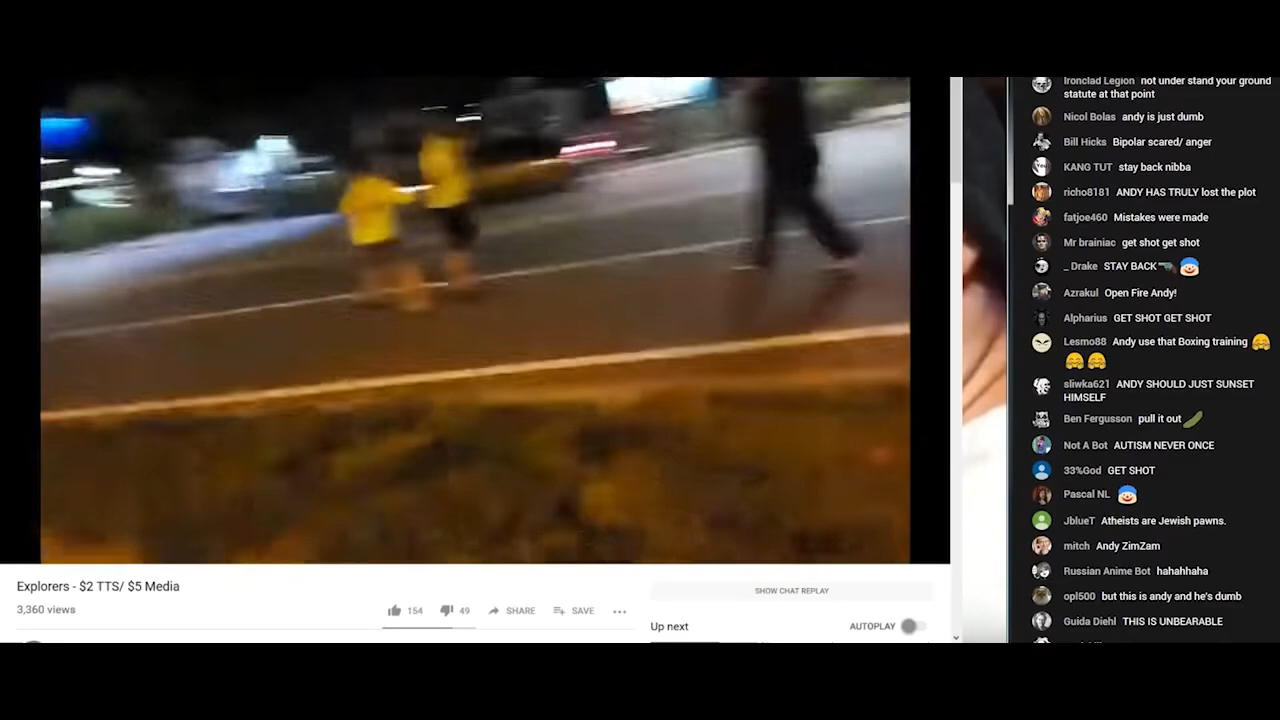 Ironclad Legion not under stand your ground
statute at that point
Nicol Bolas andy is just dumb
Bill Hicks Bipolar scared/ anger
KANG TUT stay back nibba
richo8181 ANDY HAS TRULY lost the plot
fatjoe460 Mistakes were made
Mr brainiac get shot get shot
_ Drake STAY BACK
Azrakul Open Fire Andy!
Alpharius GET SHOT GET SHOT
Lesmo88 Andy use that Boxing training
sliwka621 ANDY SHOULD JUST SUNSET
HIMSELF
Ben Fergusson pull it out
Not A Bot AUTISM NEVER ONCE
33%God GET SHOT
Pascal NL
JblueT Atheists are Jewish pawns.
mitch Andy ZimZam
Russian Anime Bot hahahhaha
opl500 but this is andy and he's dumb
Guida Diehl THIS IS UNBEARABLE
Explorers - $2 TTS/ $5 Media
3,360 views
154 49 SHARE SAVE
SHOW CHAT REPLAY
Up next AUTOPLAY